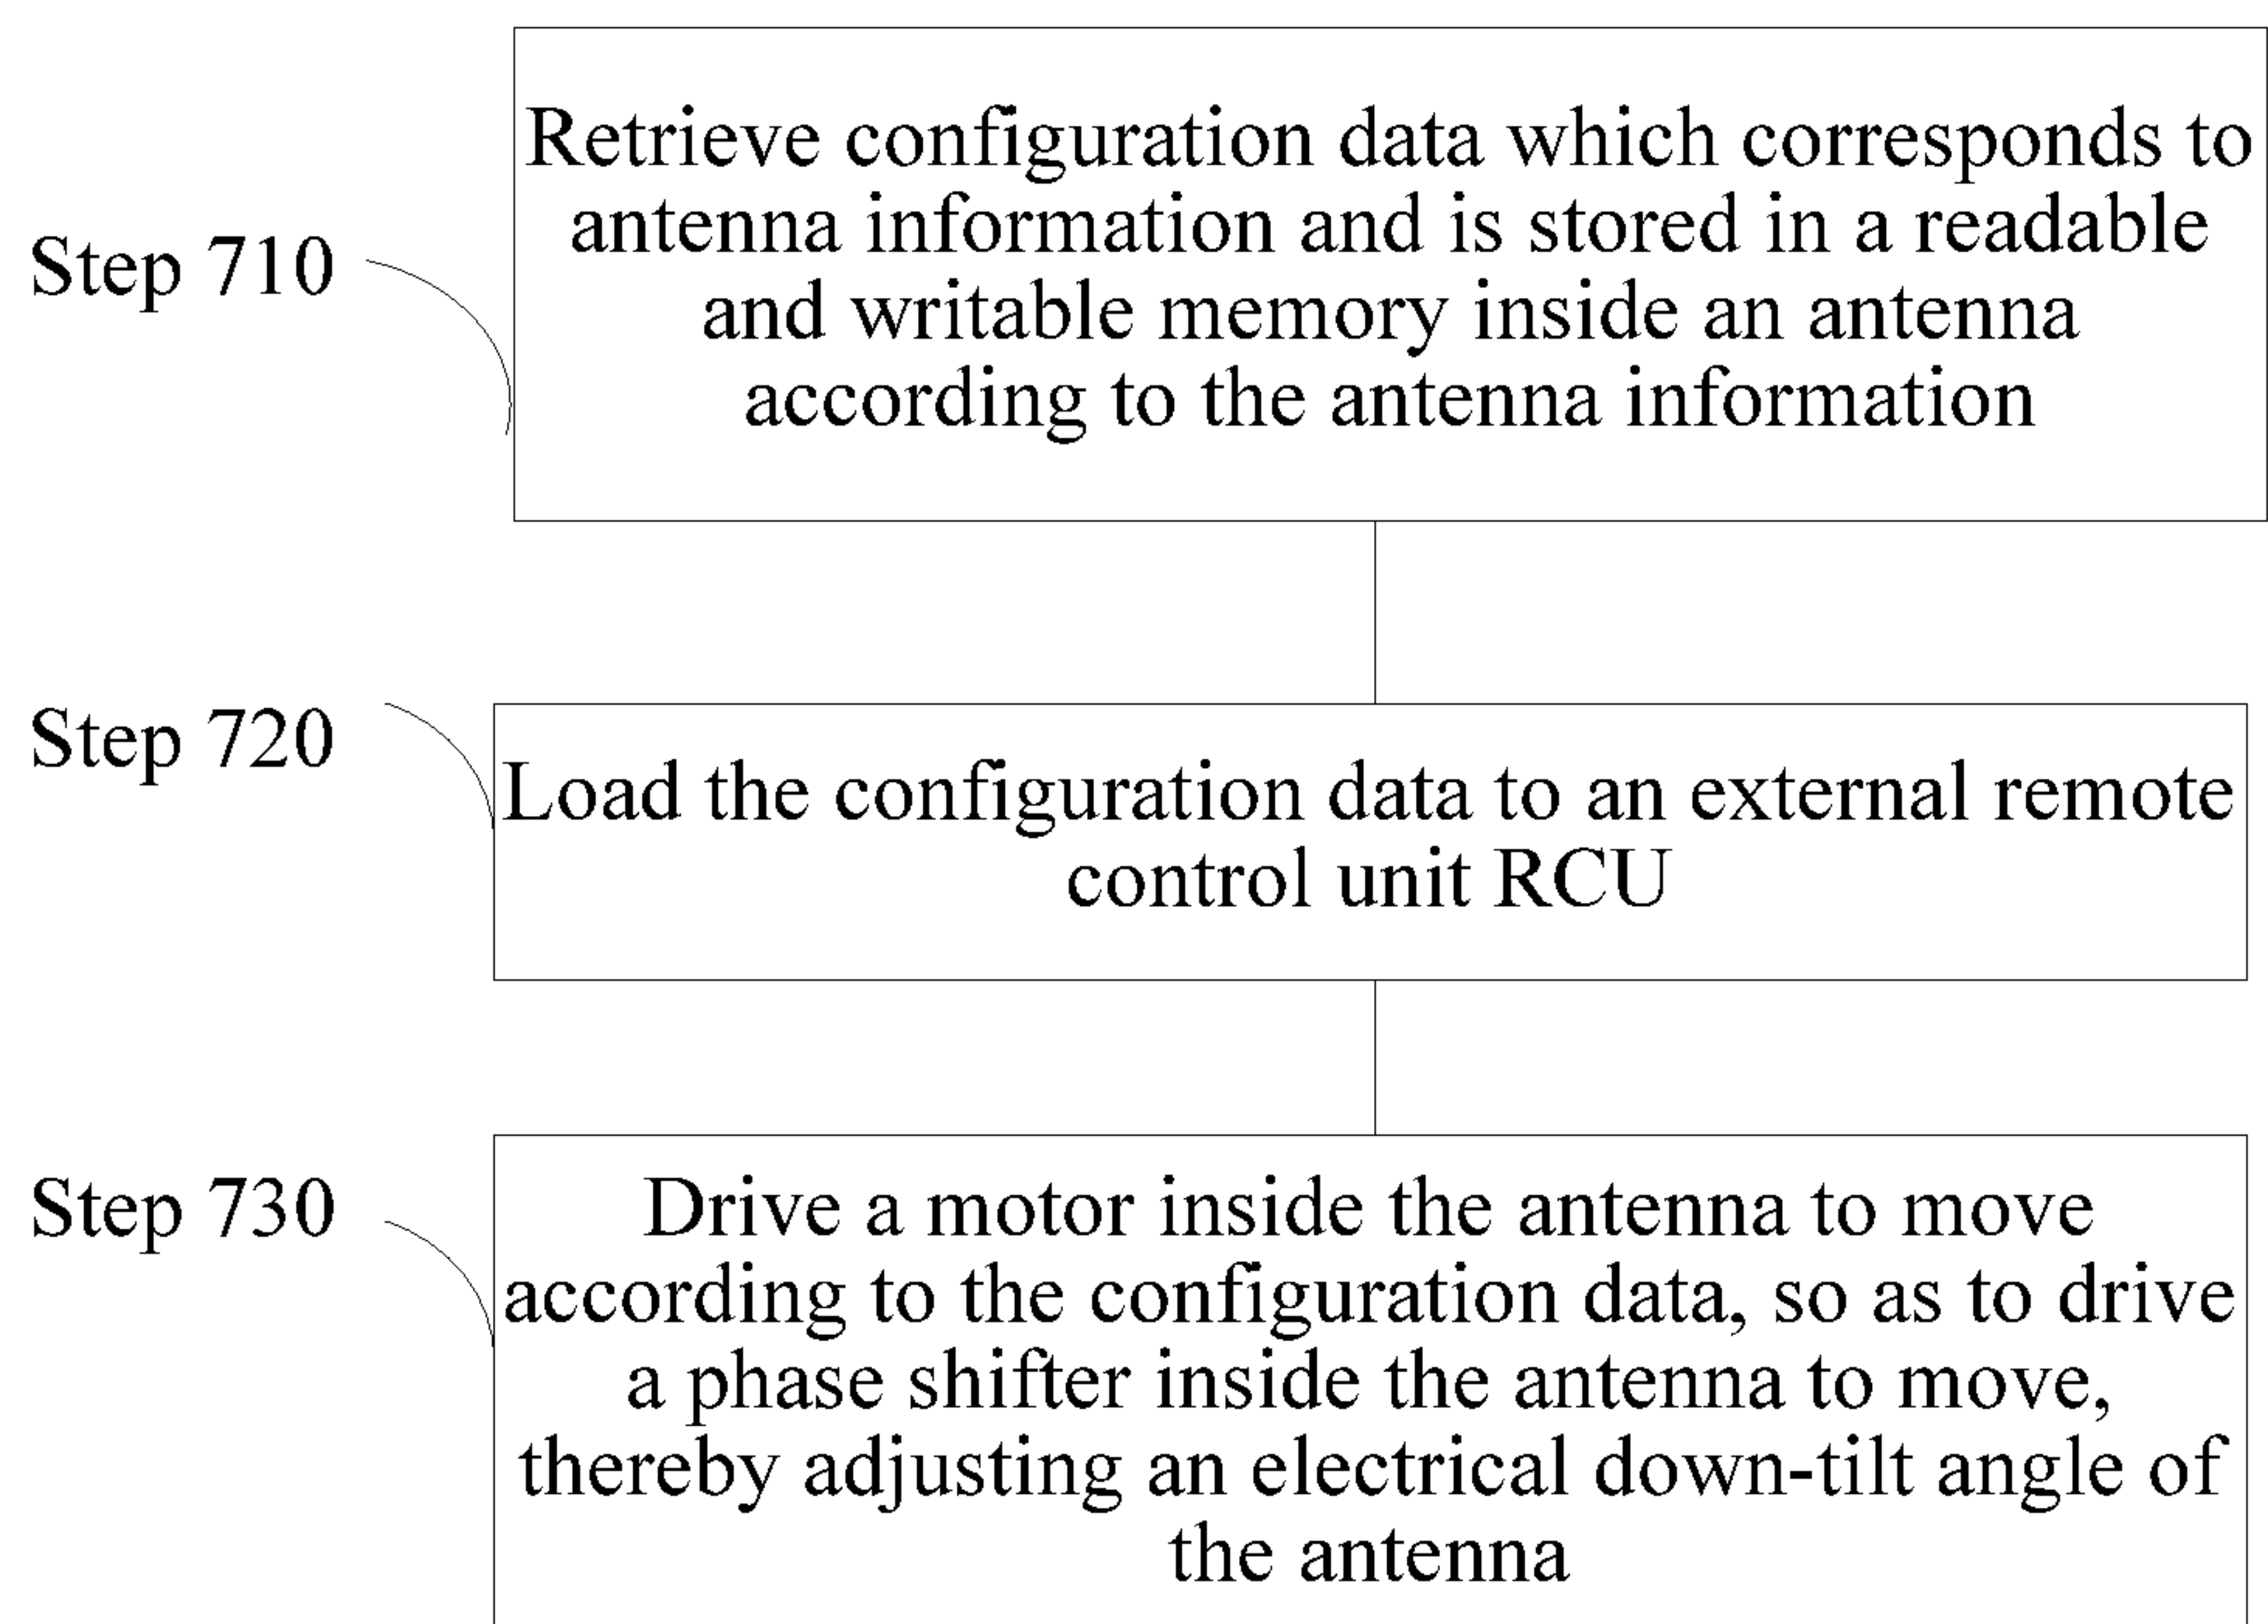 Step 710
Retrieve configuration data which corresponds to
antenna information and is stored in a readable
and writable memory inside an antenna
according to the antenna information
Step 720
Load the configuration data to an external remote
control unit RCU
Step 730
Drive a motor inside the antenna to move
according to the configuration data, so as to drive
a phase shifter inside the antenna to move,
thereby adjusting an electrical down-tilt angle of
the antenna